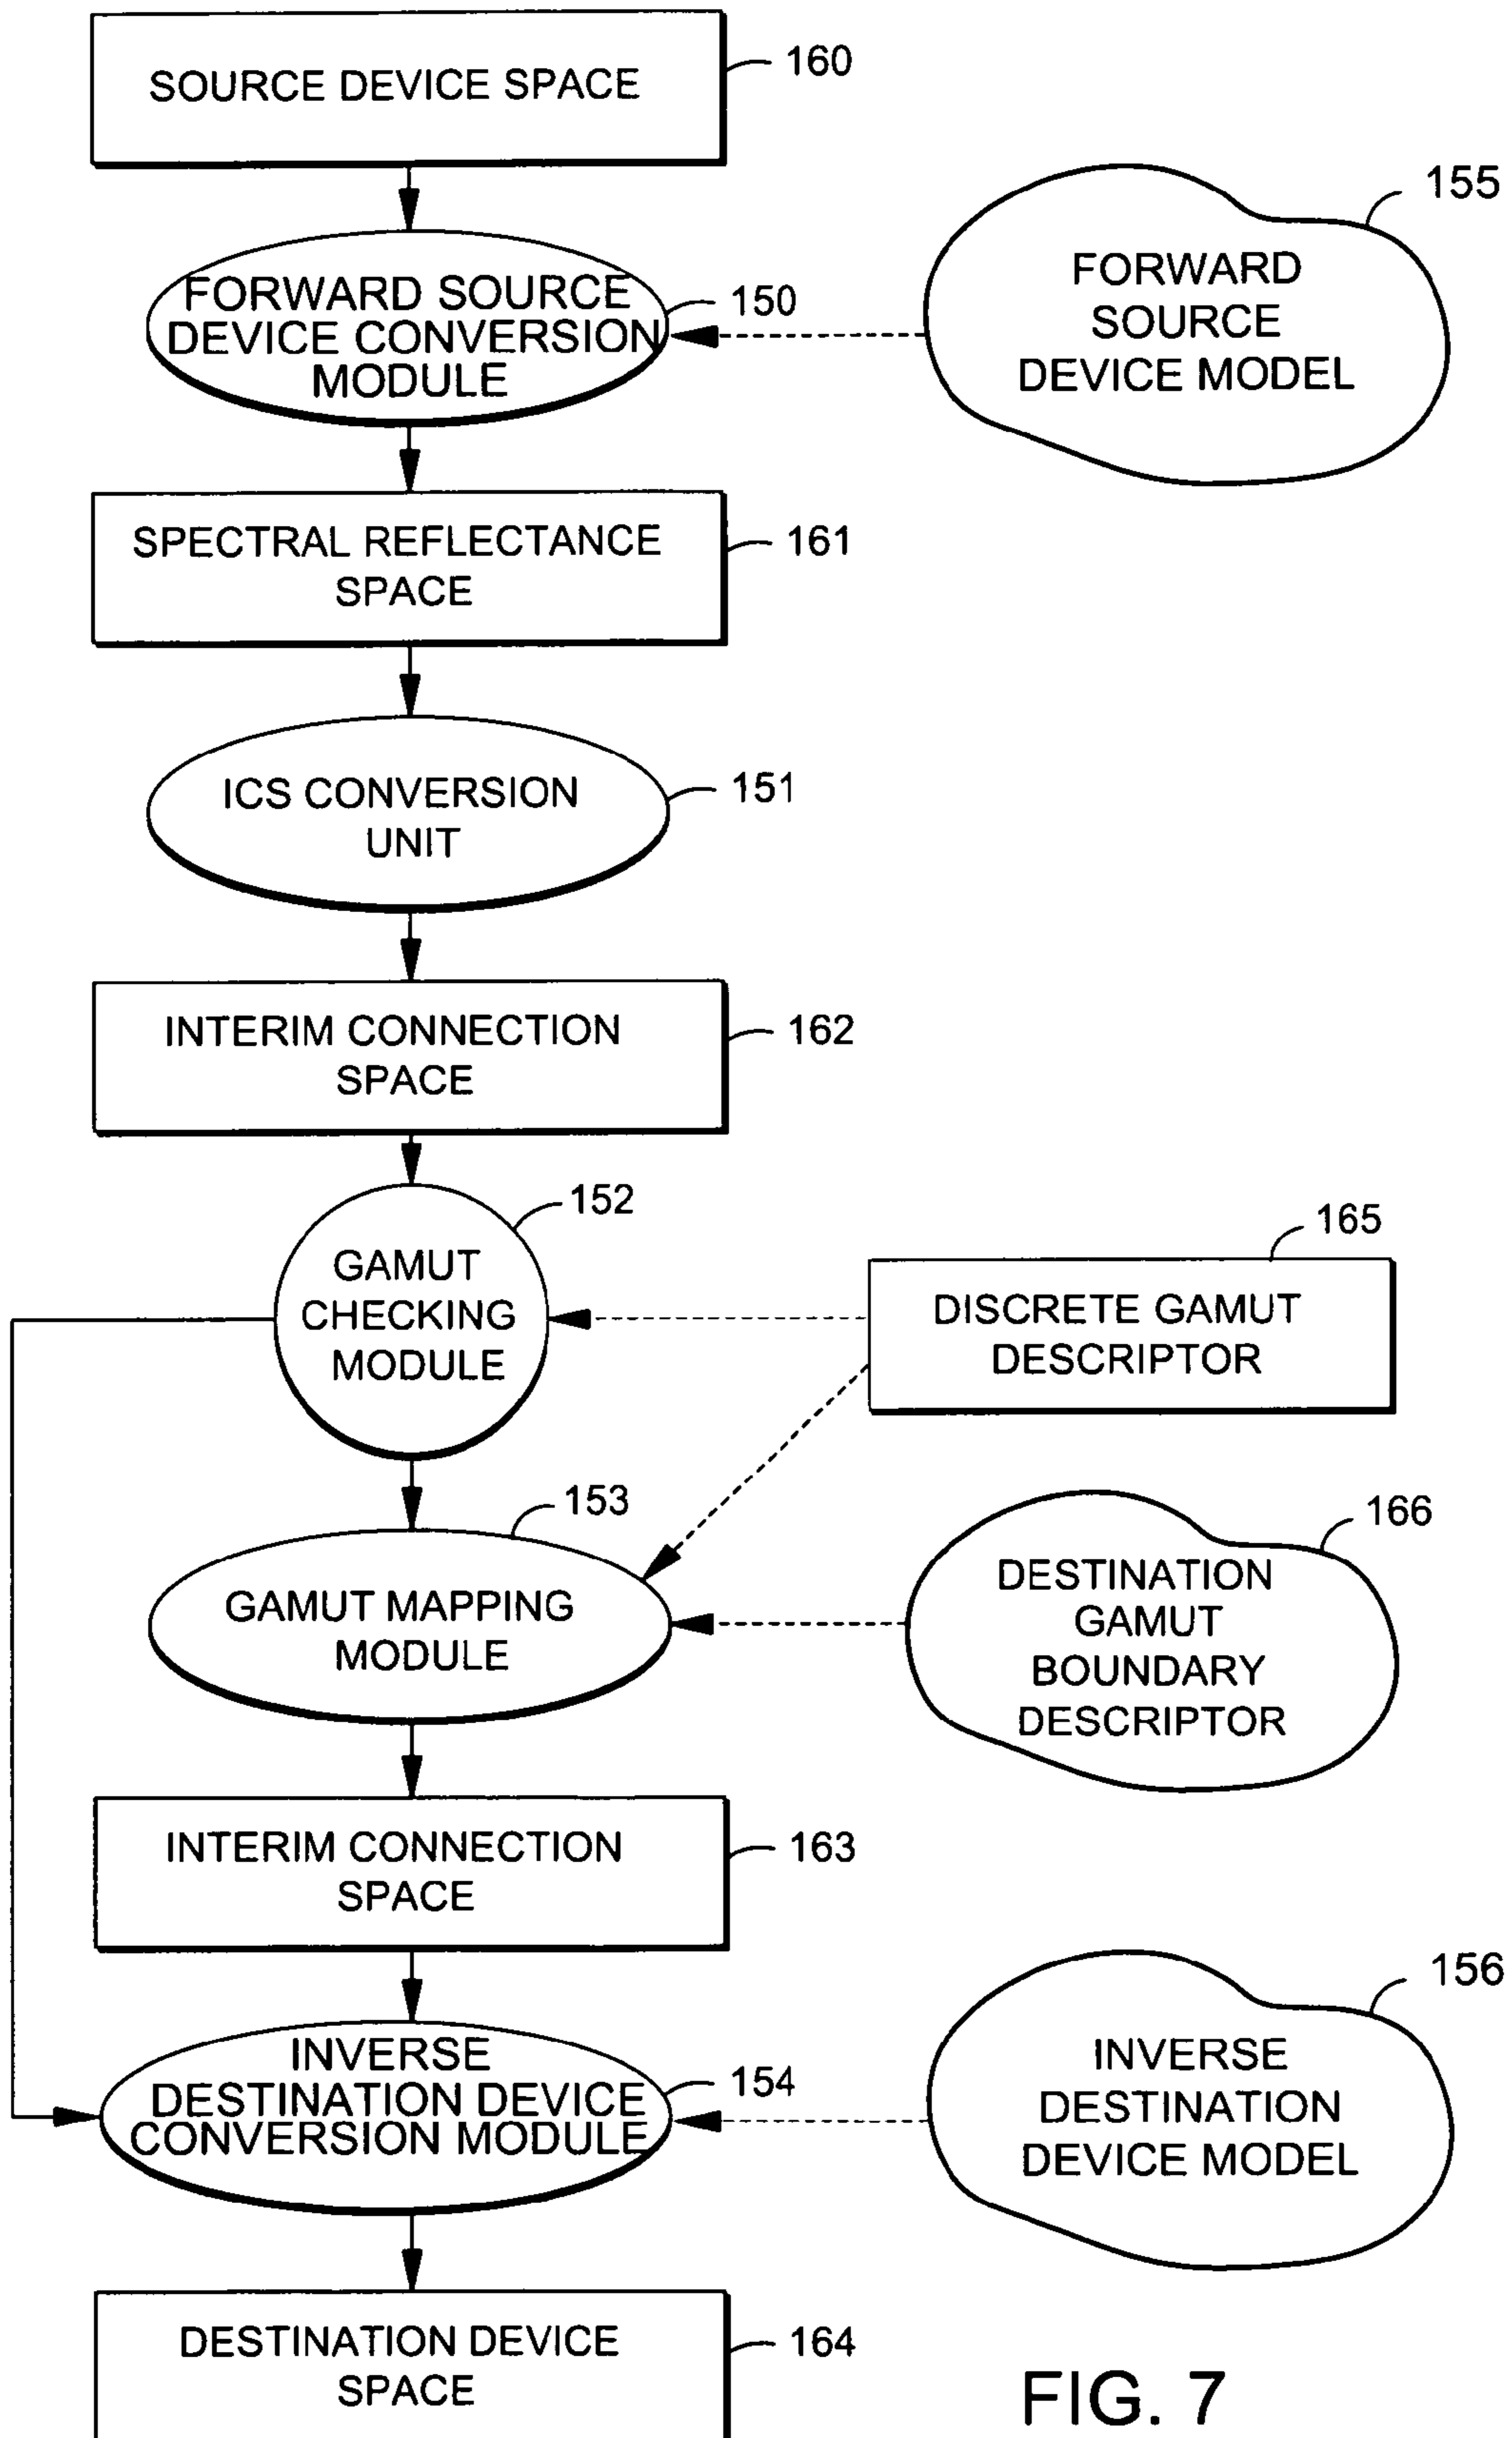 SOURCE DEVICE SPACE
160
FORWARD SOURCE
DEVICE CONVERSION
MODULE
150
FORWARD
SOURCE
DEVICE MODEL
155
SPECTRAL REFLECTANCE
SPACE
161
ICS CONVERSION
UNIT
151
INTERIM CONNECTION
SPACE
162
GAMUT
CHECKING
MODULE
152
DISCRETE GAMUT
DESCRIPTOR
165
GAMUT MAPPING
MODULE
153
DESTINATION
GAMUT
BOUNDARY
DESCRIPTOR
166
INTERIM CONNECTION
SPACE
163
INVERSE
DESTINATION DEVICE
CONVERSION MODULE
154
INVERSE
DESTINATION
DEVICE MODEL
156
DESTINATION DEVICE
SPACE
164
FIG. 7